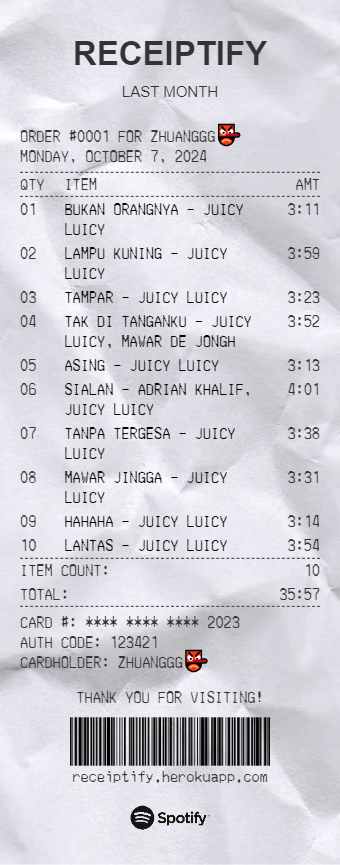 RECEIPTIFY
LAST MONTH
ORDER #0001 FOR ZHUANGGG👺
MONDAY, OCTOBER 7, 2024
QTY ITEM AMT
01 BUKAN ORANGNYA - JUICY 3:11
LUICY
02 LAMPU KUNING - JUICY 3:59
LUICY
03 TAMPAR - JUICY LUICY 3:23
04 TAK DI TANGANKU - JUICY 3:52
LUICY, MAWAR DE JONGH
05 ASING - JUICY LUICY 3:13
06 SIALAN - ADRIAN KHALIF, 4:01
JUICY LUICY
07 TANPA TERGESA - JUICY 3:38
LUICY
08 MAWAR JINGGA - JUICY 3:31
LUICY
09 HAHAHA - JUICY LUICY 3:14
10 LANTAS - JUICY LUICY 3:54
ITEM COUNT: 10
TOTAL: 35:57
CARD #: **** **** **** 2023
AUTH CODE: 123421
CARDHOLDER: ZHUANGGG👺
THANK YOU FOR VISITING!
receiptify.herokuapp.com
Spotify